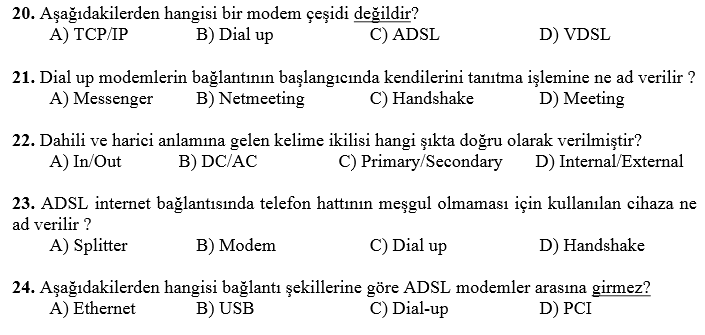 20. Aşağıdakilerden hangisi bir modem çeşidi değildir?
A) TCP/IP B) Dial up C) ADSL D) VDSL
21. Dial up modemlerin bağlantının başlangıcında kendilerini tanıtma işlemine ne ad verilir ?
A) Messenger B) Netmeeting C) Handshake D) Meeting
22. Dahili ve harici anlamına gelen kelime ikilisi hangi şıkta doğru olarak verilmiştir?
A) In/Out B) DC/AC C) Primary/Secondary D) Internal/External
23. ADSL internet bağlantısında telefon hattının meşgul olmaması için kullanılan cihaza ne
ad verilir ?
A) Splitter B) Modem C) Dial up D) Handshake
24. Aşağıdakilerden hangisi bağlantı şekillerine göre ADSL modemler arasına girmez?
A) Ethernet B) USB C) Dial-up D) PCI